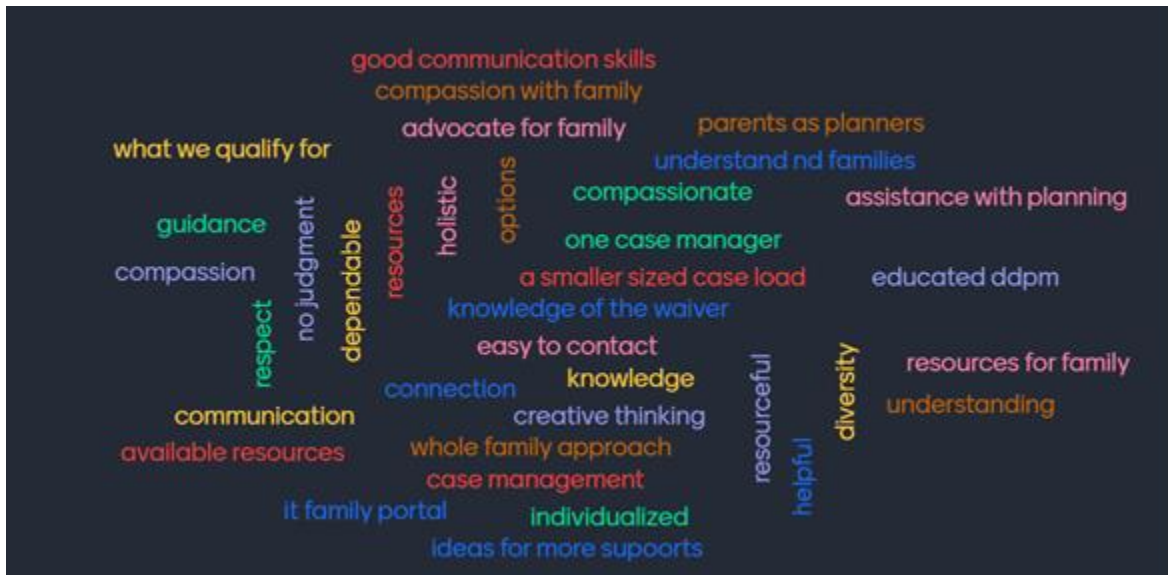 good communication skills
compassion with family
advocate for family
parents as planners
what we qualify for
understand nd families
options
holistic
resources
compassionate
assistance with planning
no judgment
guidance
dependable
one case manager
compassion
a smaller sized case load
educated ddpm
knowledge of the waiver
respect
easy to contact
resourceful
diversity
resources for family
knowledge
connection
understanding
communication
creative thinking
helpful
available resources
whole family approach
case management
it family portal
individualized
ideas for more supoorts